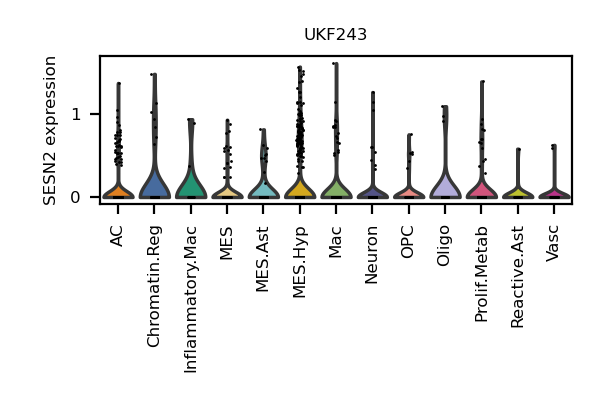 UKF243
SESN2 expression
1
0
AC
Chromatin.Reg
Inflammatory.Mac
MES
MES.Ast
MES.Hyp
Mac
Neuron
OPC
Oligo
Prolif.Metab
Reactive.Ast
Vasc